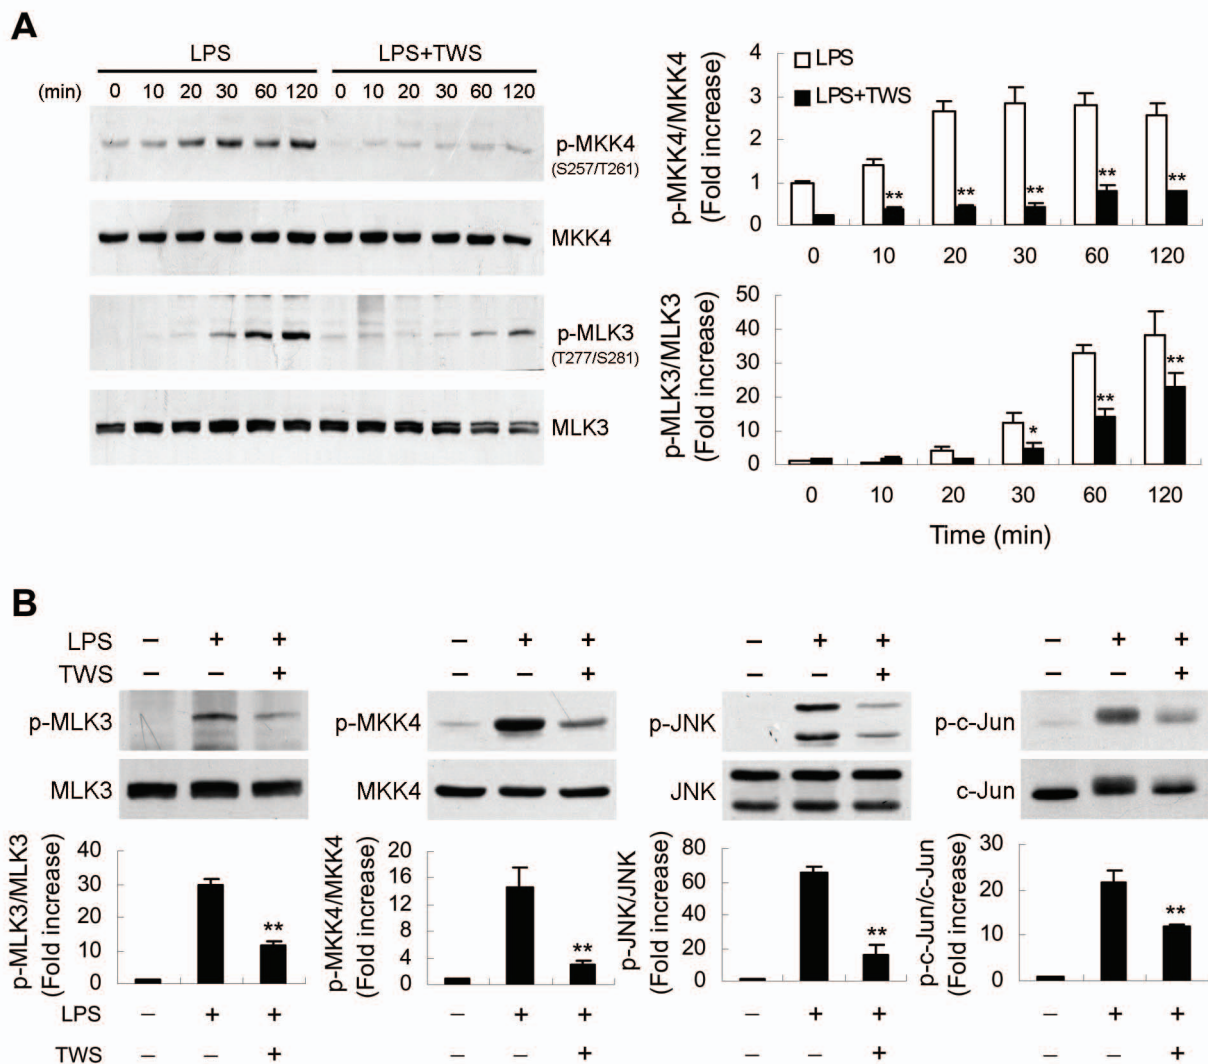 A
LPS LPS+TWS
(min) 0 10 20 30 60 120 0 10 20 30 60 120
p-MKK4
(S257/T261)
MKK4
p-MLK3
(T277/S281)
MLK3
p-MKK4/MKK4
(Fold increase)
4
3
2
1
0
LPS
LPS+TWS
** ** ** ** **
0 10 20 30 60 120
p-MLK3/MLK3
(Fold increase)
50
40
30
20
10
0
* ** **
0 10 20 30 60 120
Time (min)
B
LPS – + + – + + – + + – + +
TWS – – + – – + – – + – – +
p-MLK3 p-MKK4 p-JNK p-c-Jun
MLK3 MKK4 JNK c-Jun
p-MLK3/MLK3
(Fold increase)
40
30
20
10
0
**
p-MKK4/MKK4
(Fold increase)
20
16
12
8
4
0
**
p-JNK/JNK
(Fold increase)
80
60
40
20
0
**
p-c-Jun/c-Jun
(Fold increase)
30
20
10
0
**
LPS – + + – + + – + + – + +
TWS – – + – – + – – + – – +